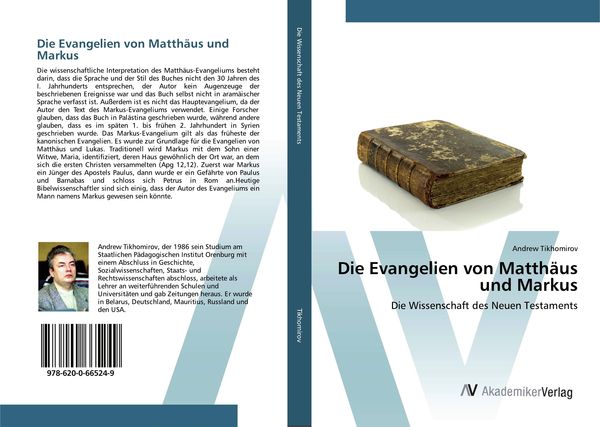 Die Evangelien von Matthäus und
Markus
Die wissenschaftliche Interpretation des Matthäus-Evangeliums besteht
darin, dass die Sprache und der Stil des Buches nicht den 30 Jahren des
I. Jahrhunderts entsprechen, der Autor kein Augenzeuge der
beschriebenen Ereignisse war und das Buch selbst nicht in aramäischer
Sprache verfasst ist. Außerdem ist es nicht das Hauptevangelium, da der
Autor den Text des Markus-Evangeliums verwendet. Einige Forscher
glauben, dass das Buch in Palästina geschrieben wurde, während andere
glauben, dass es im späten 1. bis frühen 2. Jahrhundert in Syrien
geschrieben wurde. Das Markus-Evangelium gilt als das früheste der
kanonischen Evangelien. Es wurde zur Grundlage für die Evangelien von
Matthäus und Lukas. Traditionell wird Markus mit dem Sohn einer
Witwe, Maria, identifiziert, deren Haus gewöhnlich der Ort war, an dem
sich die ersten Christen versammelten (Apg 12,12). Zuerst war Markus
ein Jünger des Apostels Paulus, dann wurde er ein Gefährte von Paulus
und Barnabas und schloss sich Petrus in Rom an.Heutige
Bibelwissenschaftler sind sich einig, dass der Autor des Evangeliums ein
Mann namens Markus gewesen sein könnte.
Andrew Tikhomirov, der 1986 sein Studium am
Staatlichen Pädagogischen Institut Orenburg mit
einem Abschluss in Geschichte,
Sozialwissenschaften, Staats- und
Rechtswissenschaften abschloss, arbeitete als
Lehrer an weiterführenden Schulen und
Universitäten und gab Zeitungen heraus. Er wurde
in Belarus, Deutschland, Mauritius, Russland und
den USA.
978-620-0-66524-9
Die Wissenschaft des Neuen Testaments
Tikhomirov
Andrew Tikhomirov
Die Evangelien von Matthäus
und Markus
Die Wissenschaft des Neuen Testaments
AV AkademikerVerlag